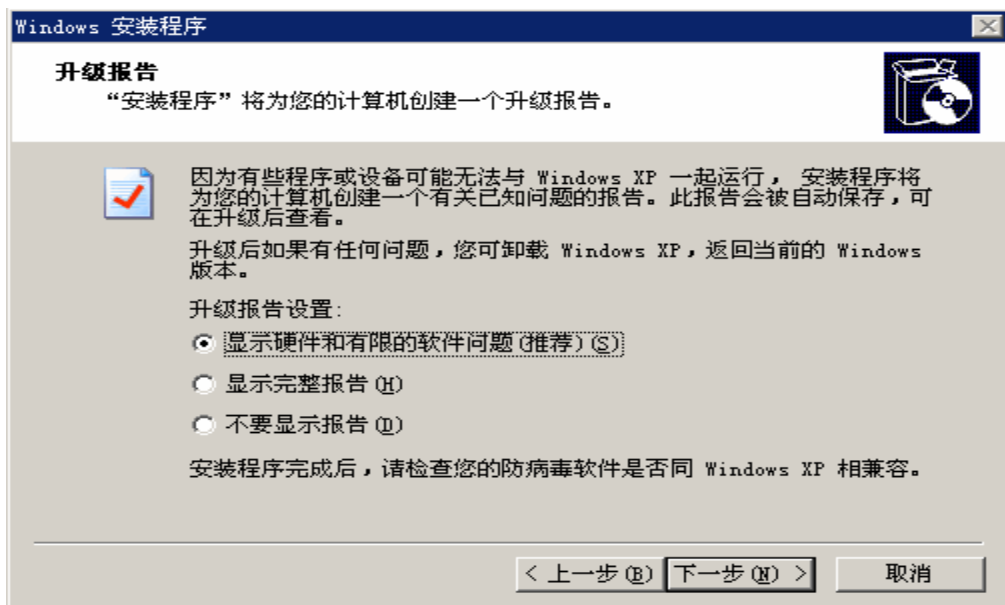 Windows 安装程序
升级报告
“安装程序”将为您的计算机创建一个升级报告。
因为有些程序或设备可能无法与 Windows XP 一起运行， 安装程序将
为您的计算机创建一个有关已知问题的报告。此报告会被自动保存，可
在升级后查看。
升级后如果有任何问题，您可卸载 Windows XP，返回当前的 Windows
版本。
升级报告设置:
显示硬件和有限的软件问题(推荐)(S)
显示完整报告(H)
不要显示报告(D)
安装程序完成后，请检查您的防病毒软件是否同 Windows XP 相兼容。
< 上一步(B) 下一步(N) > 取消